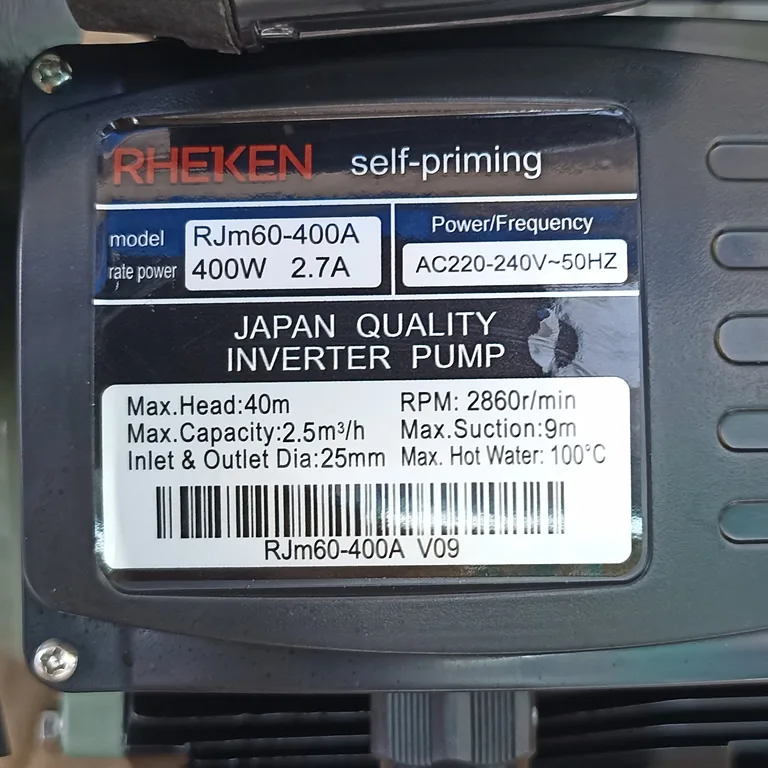 RHEKEN self-priming
model RJm60-400A
rate power 400W 2.7A
Power/Frequency
AC220-240V~50HZ
JAPAN QUALITY
INVERTER PUMP
Max.Head:40m RPM: 2860r/min
Max.Capacity:2.5m³/h Max.Suction:9m
Inlet & Outlet Dia:25mm Max. Hot Water: 100°C
RJm60-400A V09